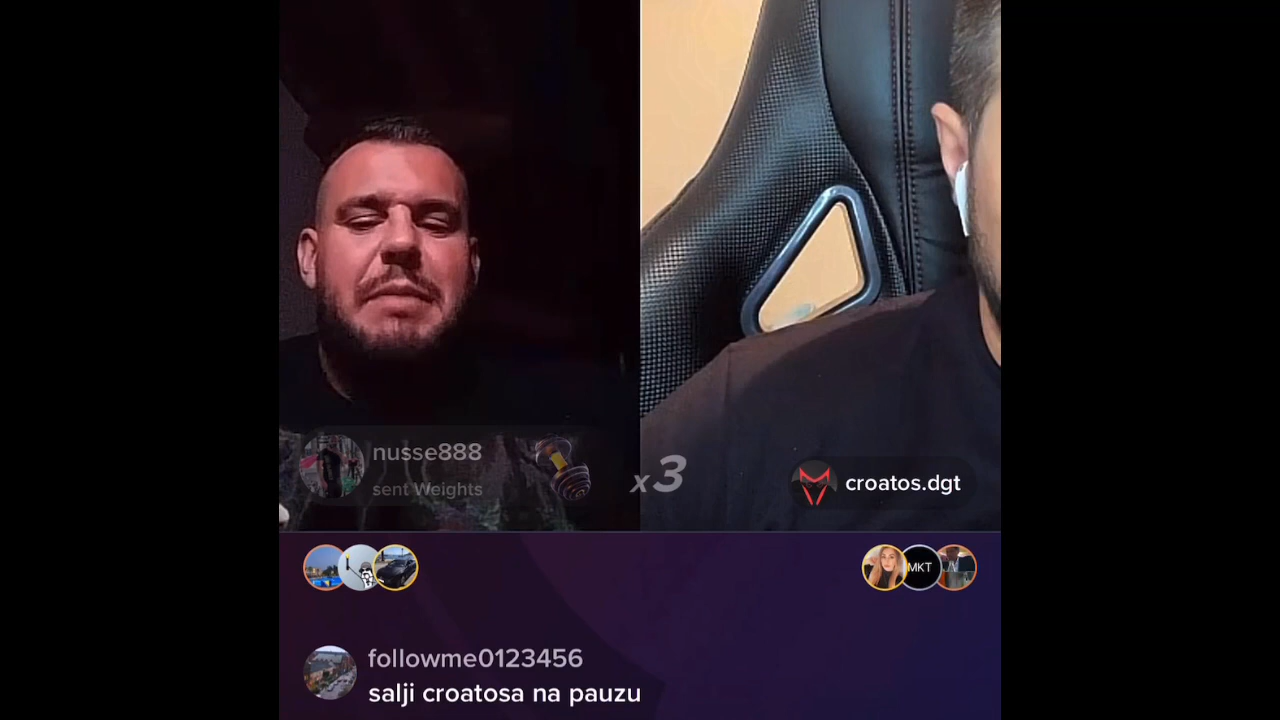 nusse888
sent Weights
x3
croatos.dgt
MKT
followme0123456
salji croatosa na pauzu